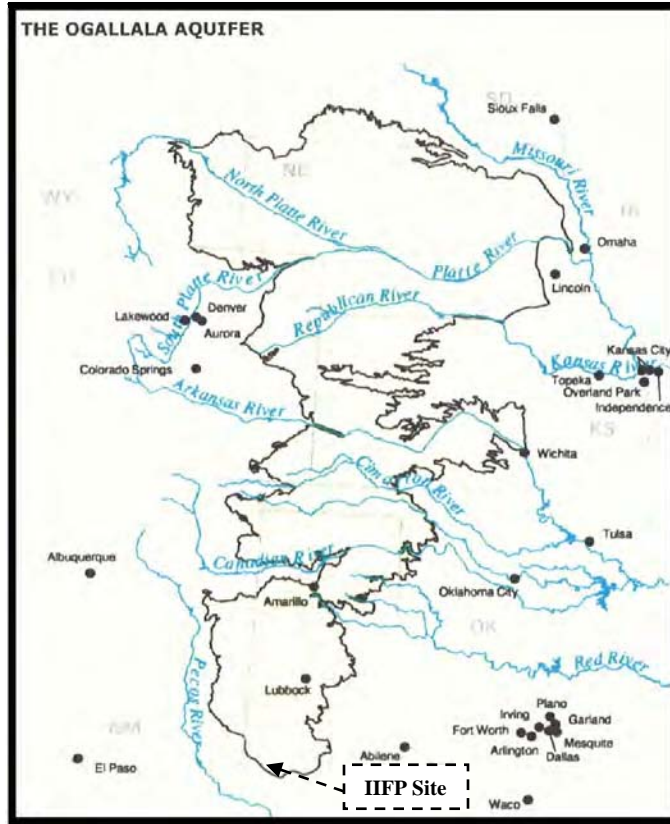 THE OGALLALA AQUIFER
SD
Sioux Falls
Missouri River
NE
WY
North Platte River
IA
Omaha
Platte River
Lincoln
South Platte River
Lakewood
Denver
Aurora
Republican River
Colorado Springs
Kansas City
Kansas River
Topeka
Overland Park
Independence
Arkansas River
KS
Wichita
Cimarron River
Tulsa
Albuquerque
Canadian River
Amarillo
Oklahoma City
OK
Red River
Pecos River
Lubbock
NM
Plano
Irving
Garland
Fort Worth
Mesquite
Arlington
Dallas
Abilene
El Paso
IIFP Site
Waco